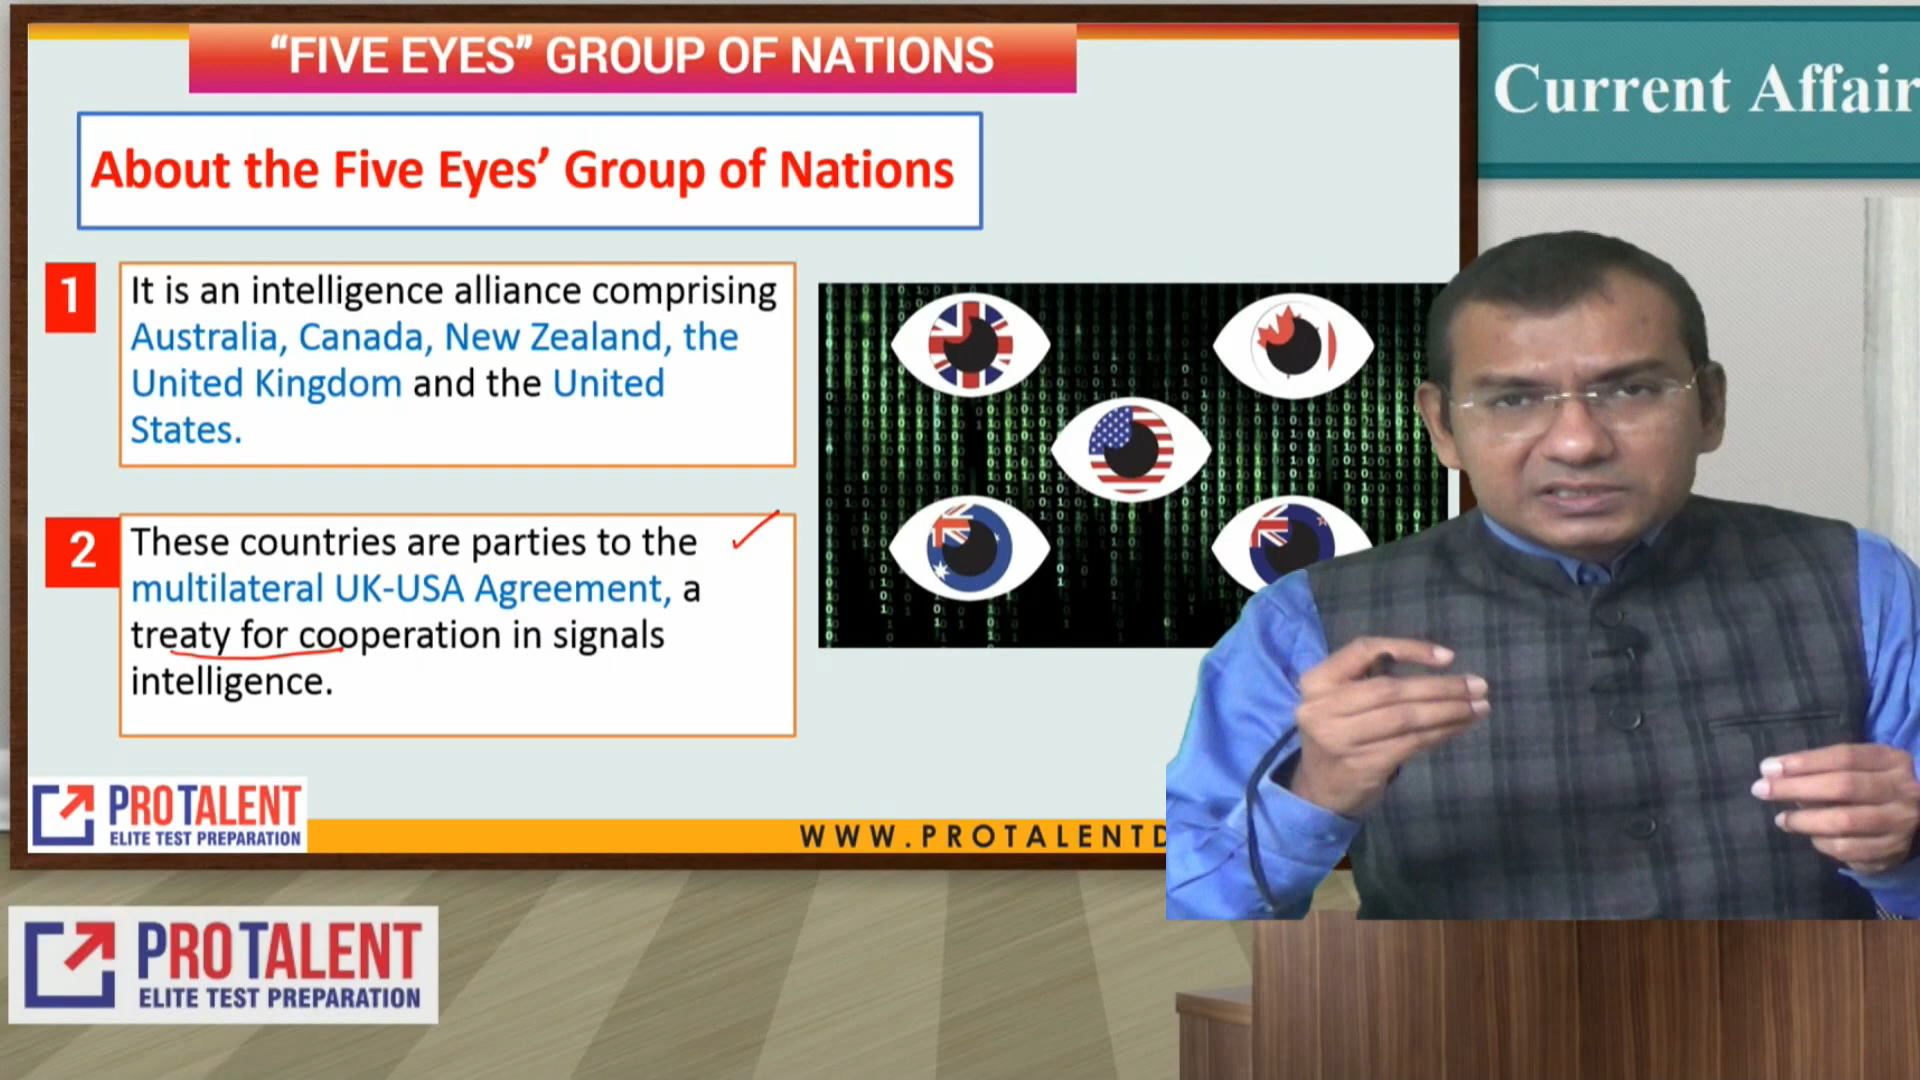 “FIVE EYES” GROUP OF NATIONS
Current Affair
About the Five Eyes’ Group of Nations
1
It is an intelligence alliance comprising
Australia, Canada, New Zealand, the
United Kingdom and the United
States.
2
These countries are parties to the
multilateral UK-USA Agreement, a
treaty for cooperation in signals
intelligence.
PROTALENT
ELITE TEST PREPARATION
WWW.PROTALENTD
PROTALENT
ELITE TEST PREPARATION